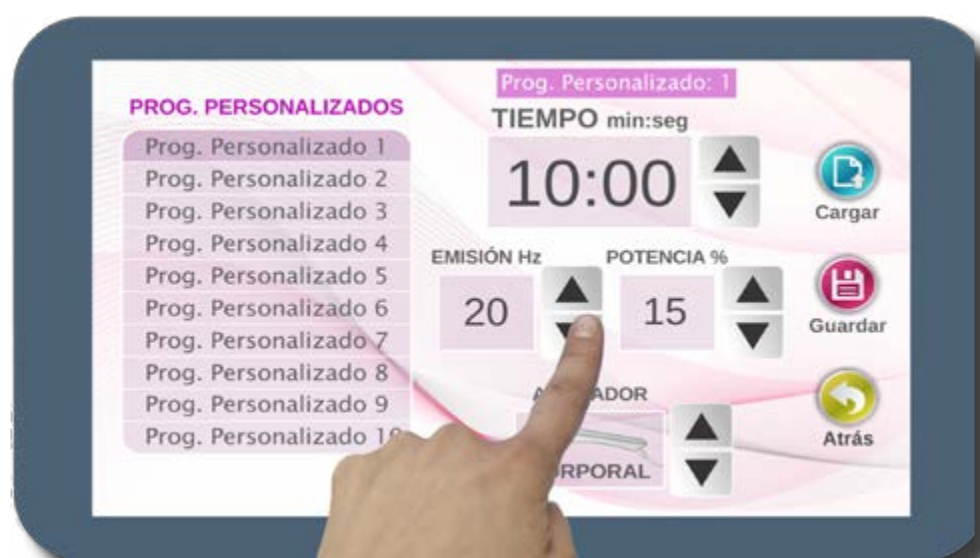 Prog. Personalizado: 1
PROG. PERSONALIZADOS
Prog. Personalizado 1
Prog. Personalizado 2
Prog. Personalizado 3
Prog. Personalizado 4
Prog. Personalizado 5
Prog. Personalizado 6
Prog. Personalizado 7
Prog. Personalizado 8
Prog. Personalizado 9
Prog. Personalizado
TIEMPO min:seg
10:00
EMISIÓN Hz
20
POTENCIA %
15
Cargar
Guardar
Atrás